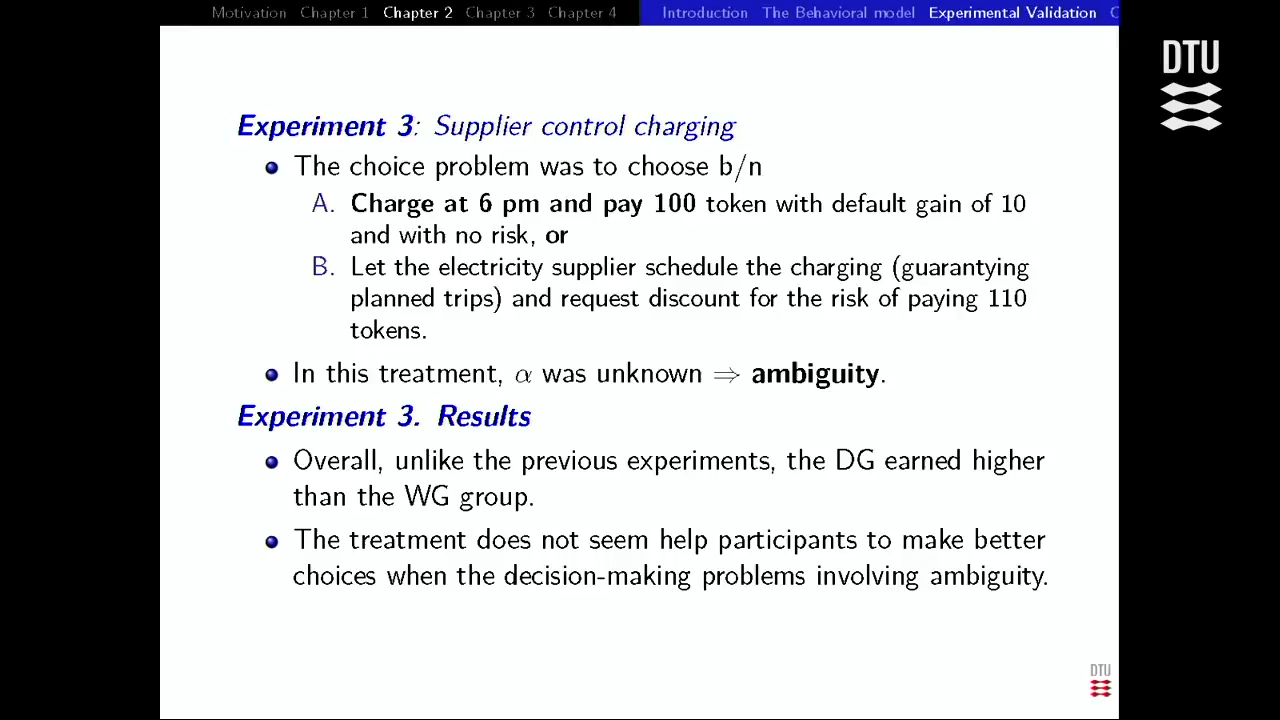 Motivation Chapter 1 Chapter 2 Chapter 3 Chapter 4 Introduction The Behavioral model Experimental Validation
DTU
Experiment 3: Supplier control charging
The choice problem was to choose b/n
A. Charge at 6 pm and pay 100 token with default gain of 10
and with no risk, or
B. Let the electricity supplier schedule the charging (guarantying
planned trips) and request discount for the risk of paying 110
tokens.
In this treatment, α was unknown ⇒ ambiguity.
Experiment 3. Results
Overall, unlike the previous experiments, the DG earned higher
than the WG group.
The treatment does not seem help participants to make better
choices when the decision-making problems involving ambiguity.
DTU